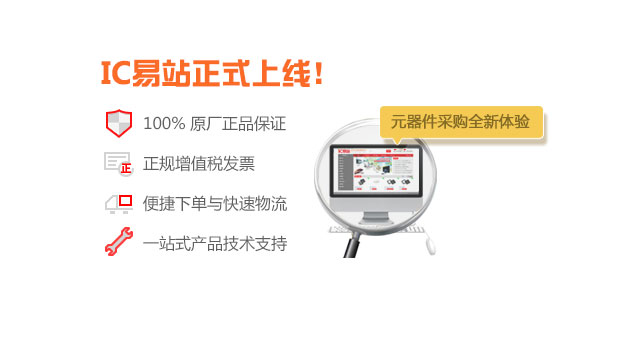 IC易站正式上线！
100% 原厂正品保证
元器件采购全新体验
正规增值税发票
正
便捷下单与快速物流
一站式产品技术支持